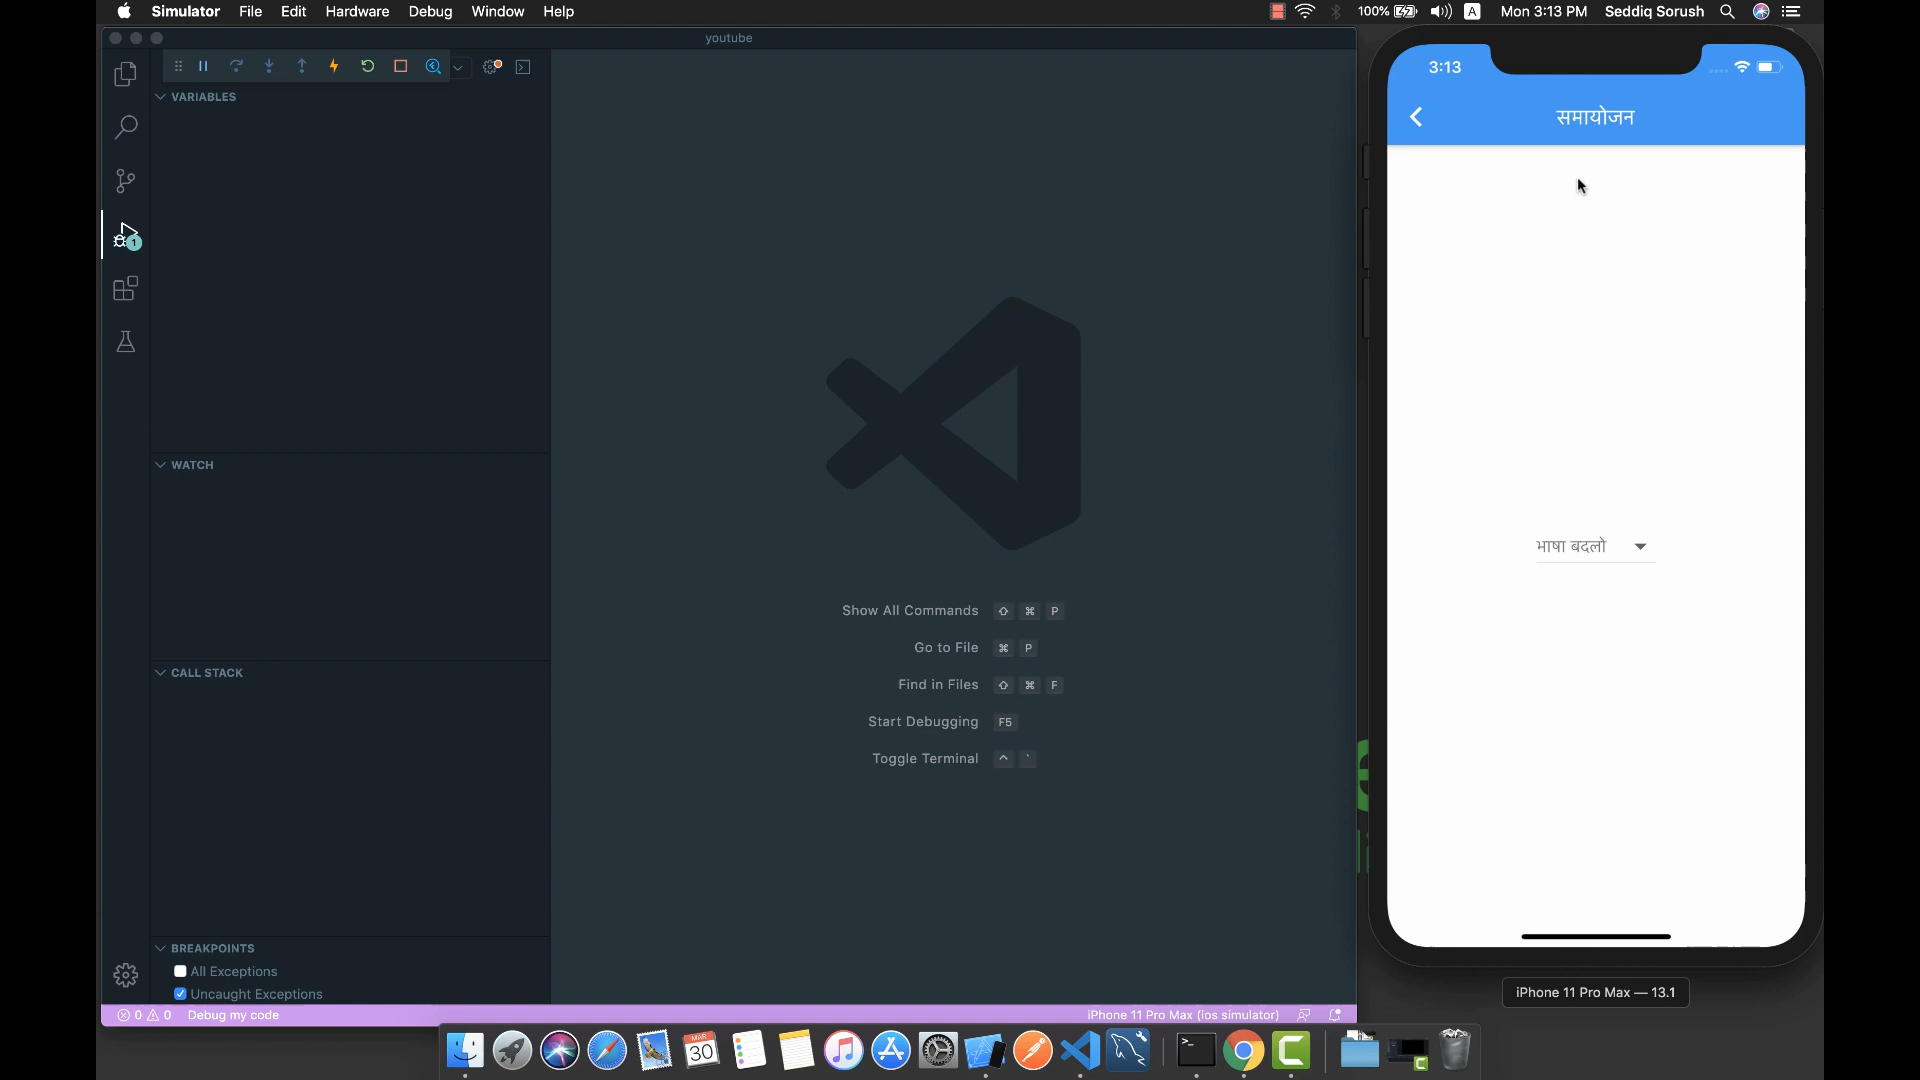 Simulator File Edit Hardware Debug Window Help
100% A Mon 3:13 PM Seddiq Sorush
youtube
VARIABLES
1
WATCH
CALL STACK
BREAKPOINTS
All Exceptions
Uncaught Exceptions
Show All Commands ⇧ ⌘ P
Go to File ⌘ P
Find in Files ⇧ ⌘ F
Start Debugging F5
Toggle Terminal ^ `
0 0 Debug my code
iPhone 11 Pro Max (ios simulator)
3:13
समायोजन
भाषा बदलो
iPhone 11 Pro Max — 13.1
MAR
30